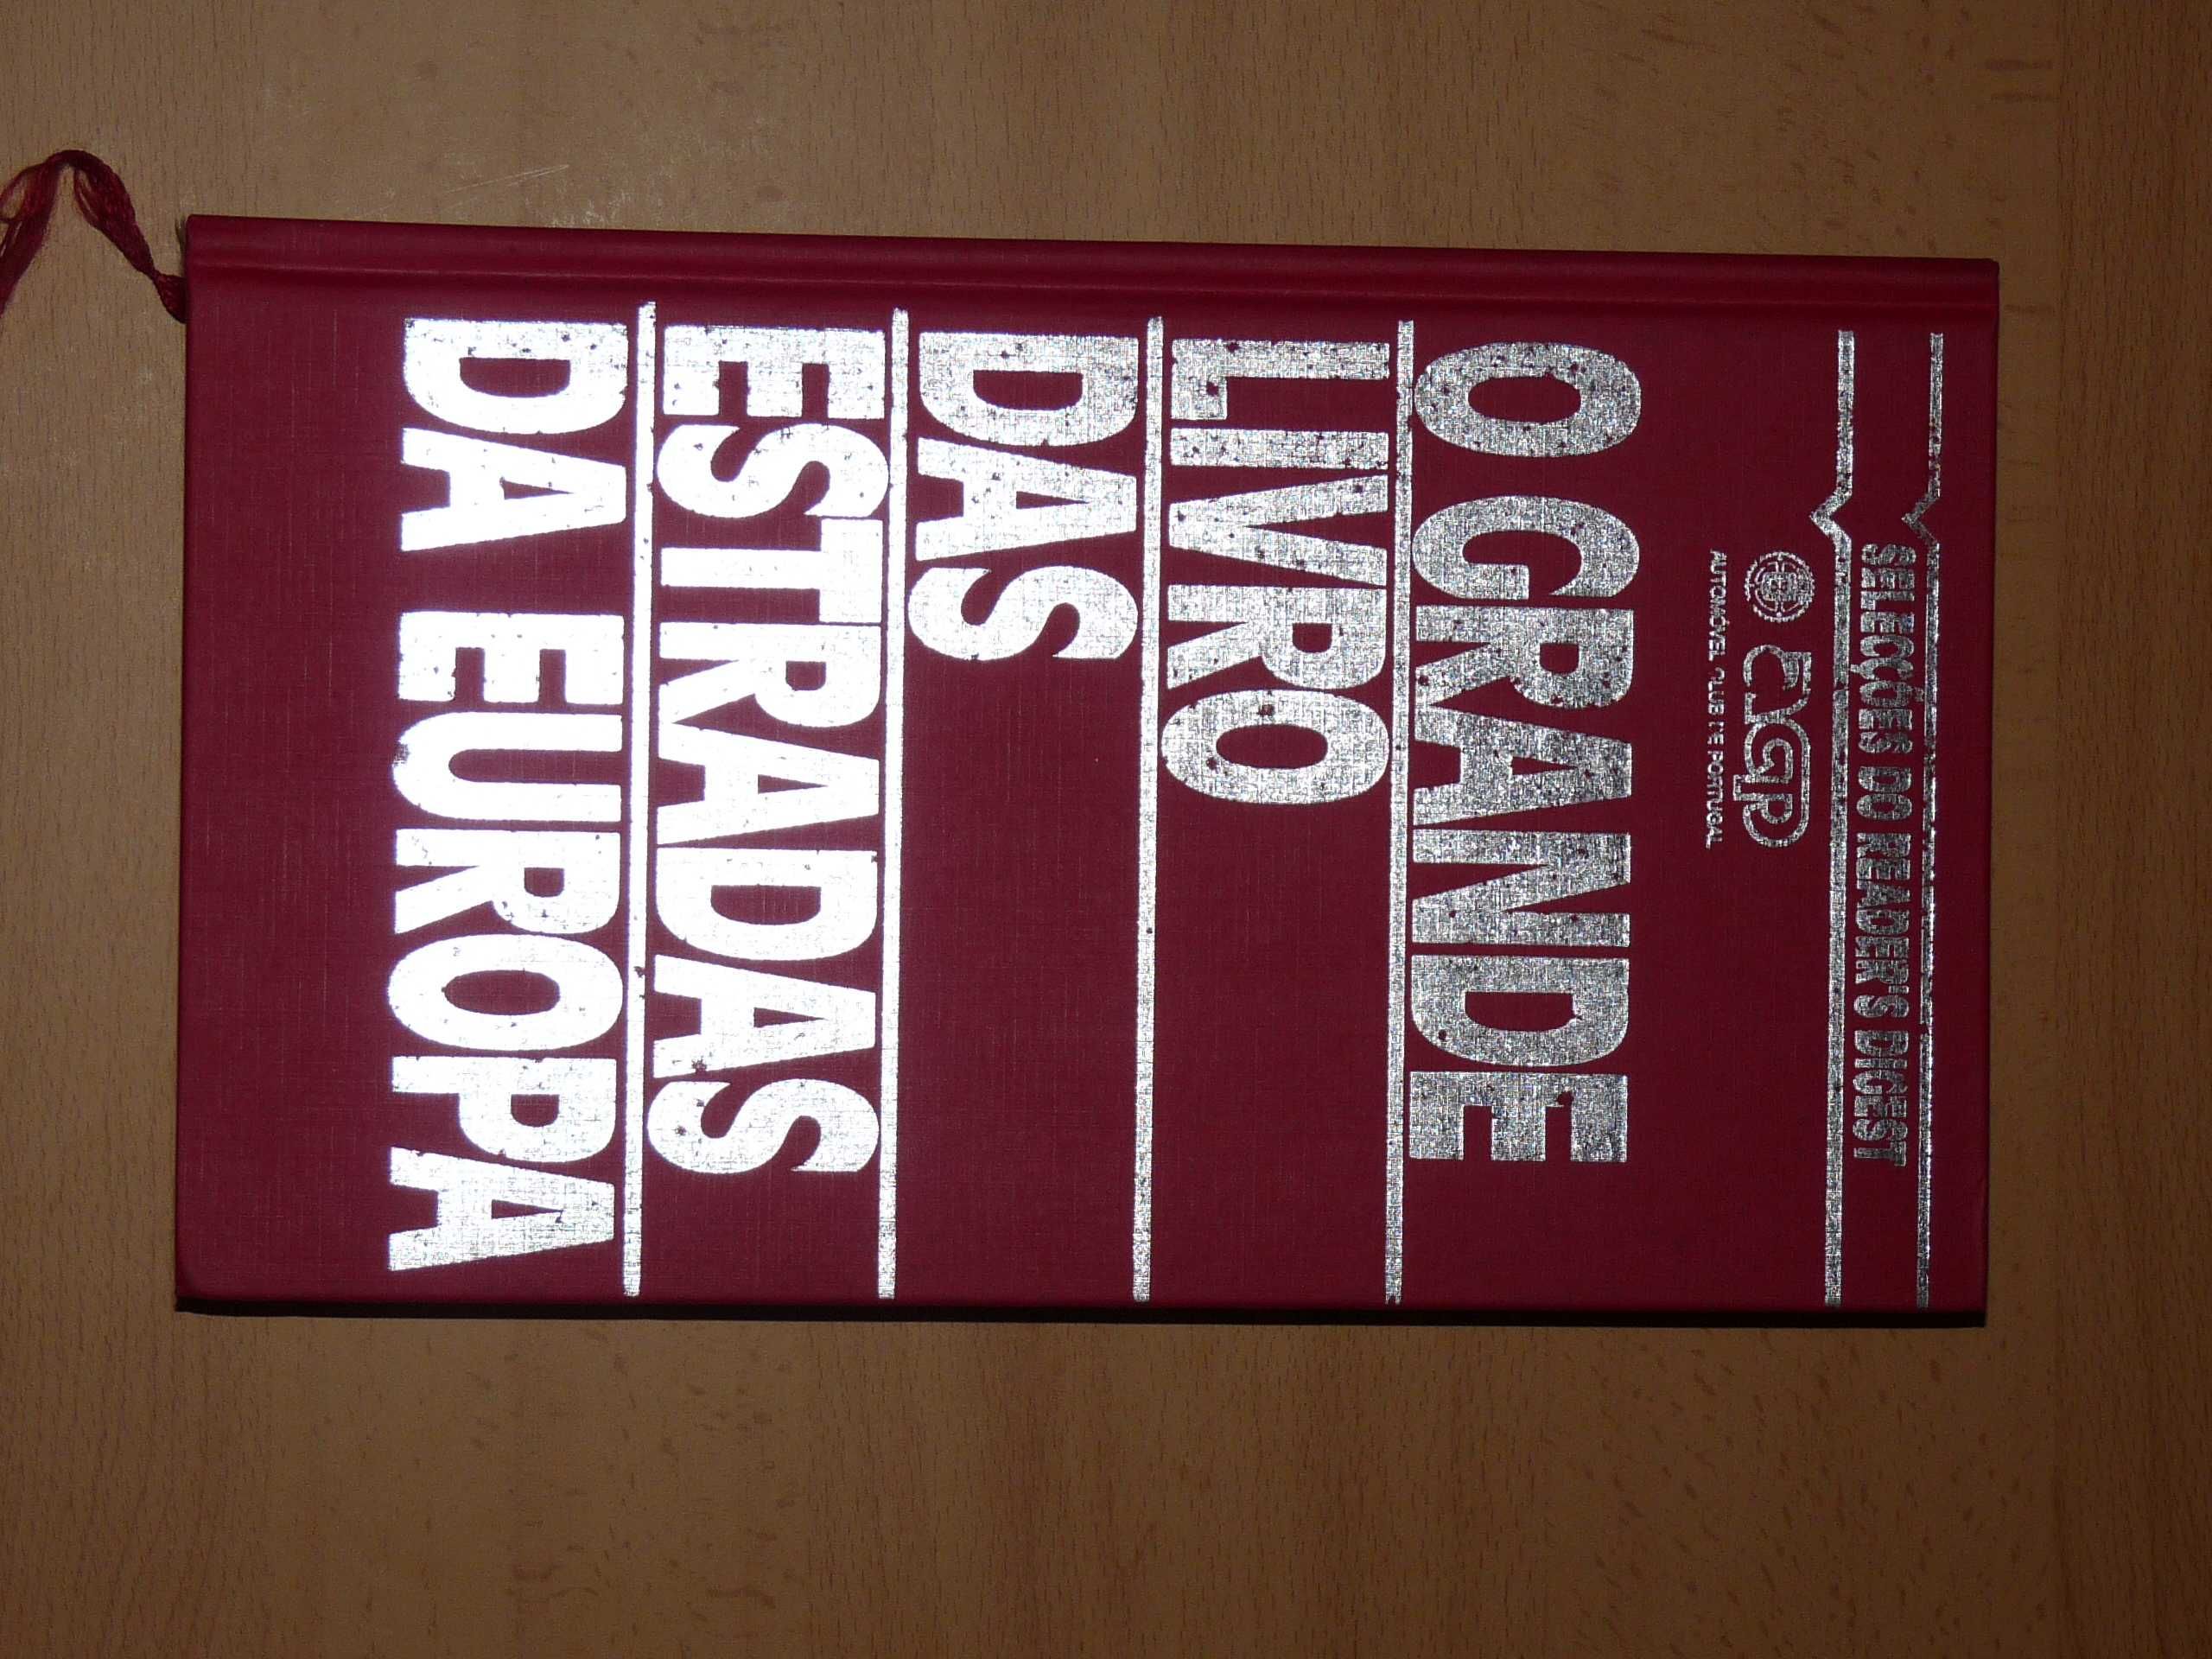 SELECÇÕES DO READER'S DIGEST
ACP
AUTOMÓVEL CLUB DE PORTUGAL
O GRANDE
LIVRO
DAS
ESTRADAS
DA EUROPA